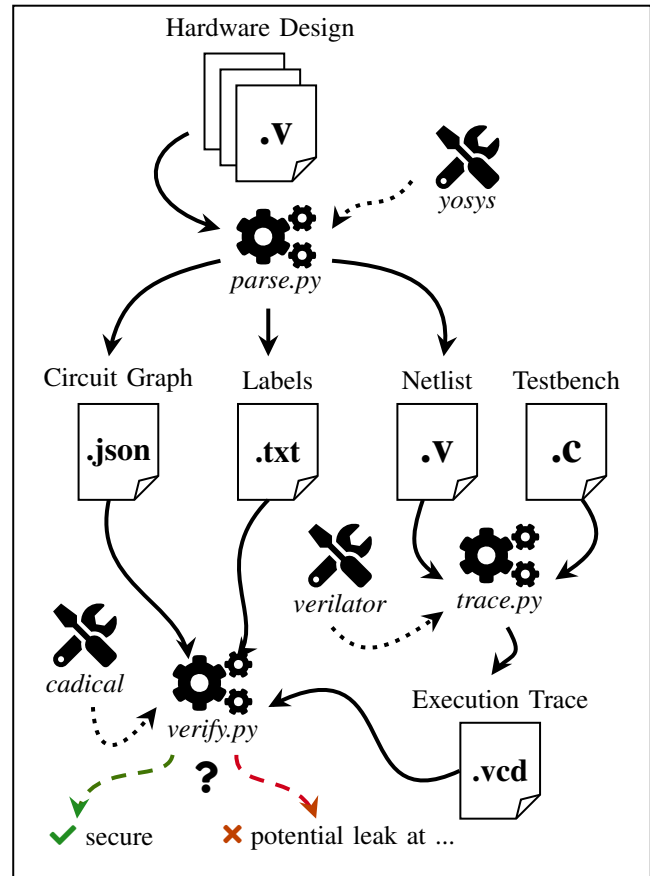 Hardware Design
.v
yosys
parse.py
Circuit Graph Labels Netlist Testbench
.json .txt .v .c
verilator trace.py
cadical verify.py Execution Trace
.vcd
?
secure potential leak at ...